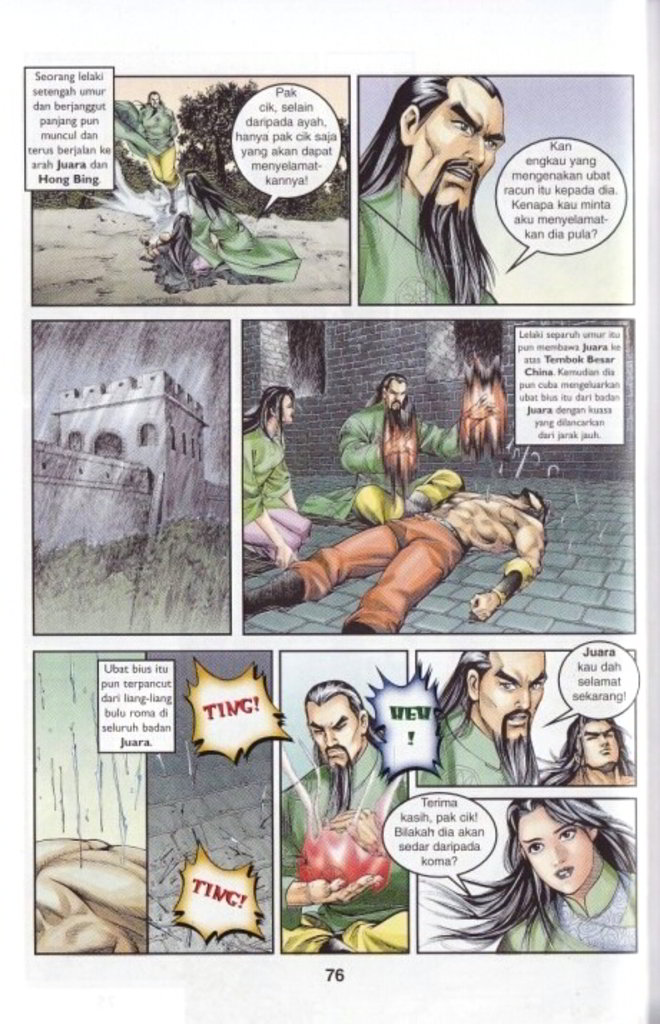 Seorang lelaki
setengah umur
dan berjanggut
panjang pun
muncul dan
terus berjalan ke
arah Juara dan
Hong Bing.
Pak
cik, selain
daripada ayah,
hanya pak cik saja
yang akan dapat
menyelamat-
kannya!
Kan
engkau yang
mengenakan ubat
racun itu kepada dia.
Kenapa kau minta
aku menyelamat-
kan dia pula?
Lelaki separuh umur itu
pun membawa Juara ke
atas Tembok Besar
China. Kemudian dia
pun cuba mengeluarkan
ubat bius itu dari badan
Juara dengan kuasa
yang dilancarkan
dari jarak jauh.
Ubat bius itu
pun terpancut
dari liang-liang
bulu roma di
seluruh badan
Juara.
TING!
TING!
HEH
!
Juara
kau dah
selamat
sekarang!
Terima
kasih, pak cik!
Bilakah dia akan
sedar daripada
koma?
76